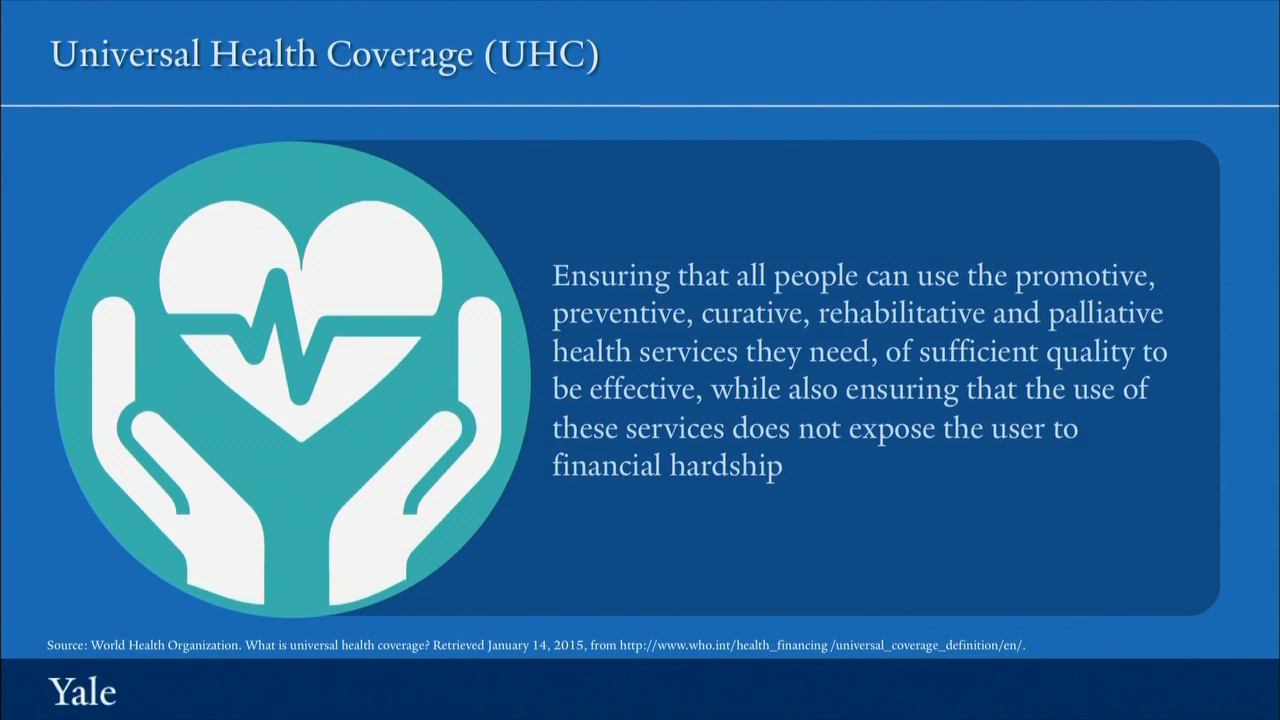 Universal Health Coverage (UHC)
Ensuring that all people can use the promotive,
preventive, curative, rehabilitative and palliative
health services they need, of sufficient quality to
be effective, while also ensuring that the use of
these services does not expose the user to
financial hardship
Source: World Health Organization. What is universal health coverage? Retrieved January 14, 2015, from http://www.who.int/health_financing /universal_coverage_definition/en/.
Yale